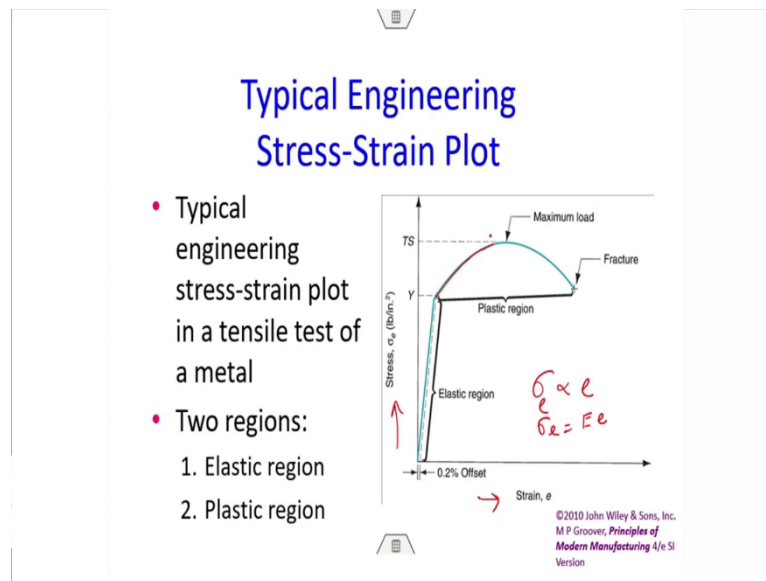 Typical Engineering
Stress-Strain Plot
• Typical
engineering
stress-strain plot
in a tensile test of
a metal
• Two regions:
1. Elastic region
2. Plastic region
Maximum load
TS
Fracture
Y
Plastic region
Stress, σₑ (lb/in.²)
Elastic region
σₑ ∝ e
σₑ = Ee
0.2% Offset
Strain, e
©2010 John Wiley & Sons, Inc.
M P Groover, Principles of
Modern Manufacturing 4/e SI
Version